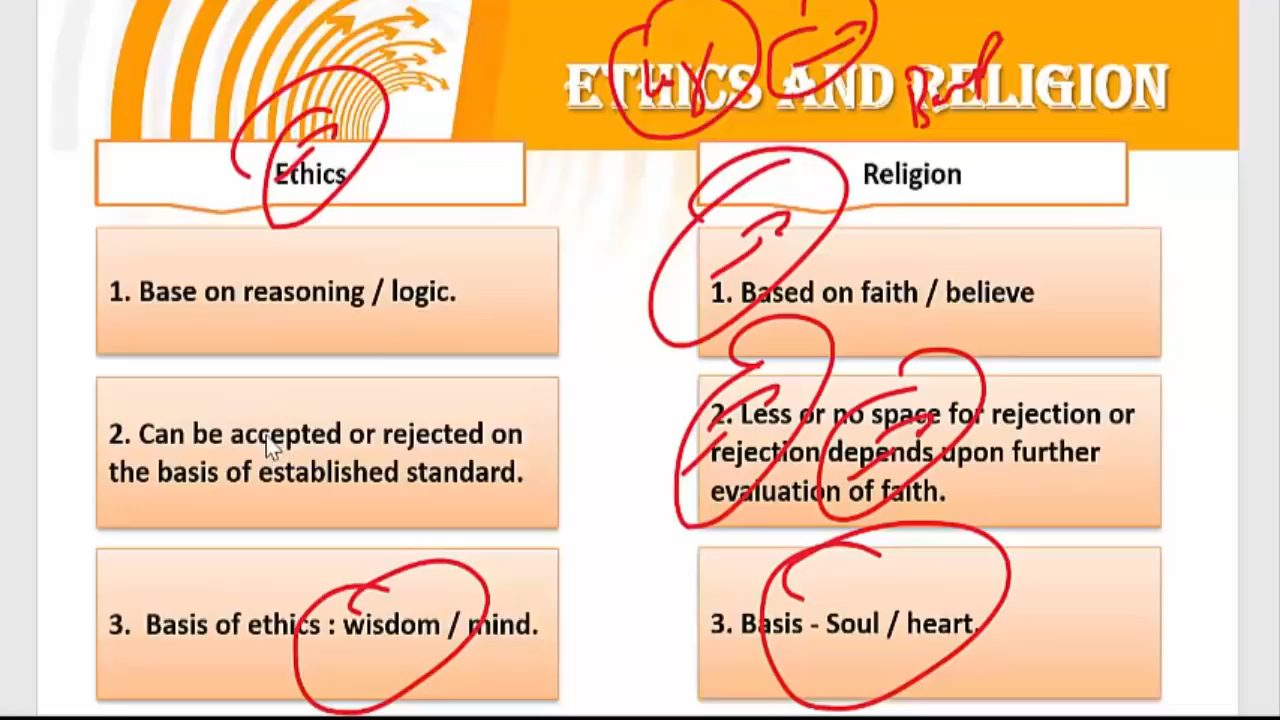 ETHICS AND RELIGION
Ethics
Religion
1. Base on reasoning / logic.
1. Based on faith / believe
2. Can be accepted or rejected on
the basis of established standard.
2. Less or no space for rejection or
rejection depends upon further
evaluation of faith.
3. Basis of ethics : wisdom / mind.
3. Basis - Soul / heart.